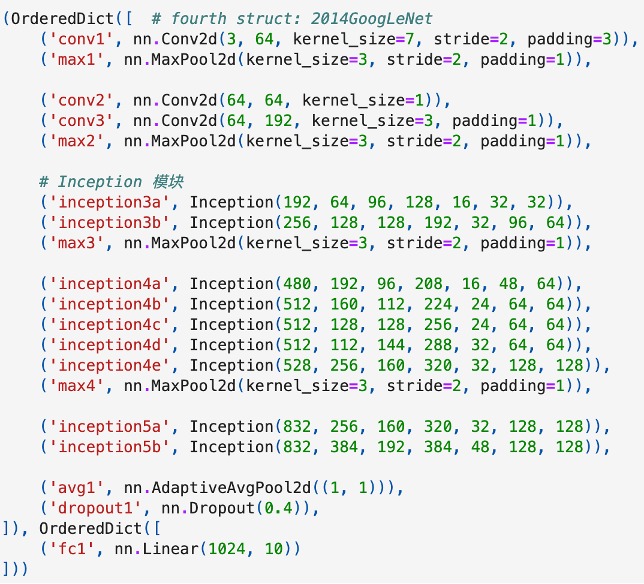 (OrderedDict([  # fourth struct: 2014GoogLeNet
    ('conv1', nn.Conv2d(3, 64, kernel_size=7, stride=2, padding=3)),
    ('max1', nn.MaxPool2d(kernel_size=3, stride=2, padding=1)),

    ('conv2', nn.Conv2d(64, 64, kernel_size=1)),
    ('conv3', nn.Conv2d(64, 192, kernel_size=3, padding=1)),
    ('max2', nn.MaxPool2d(kernel_size=3, stride=2, padding=1)),

    # Inception 模块
    ('inception3a', Inception(192, 64, 96, 128, 16, 32, 32)),
    ('inception3b', Inception(256, 128, 128, 192, 32, 96, 64)),
    ('max3', nn.MaxPool2d(kernel_size=3, stride=2, padding=1)),

    ('inception4a', Inception(480, 192, 96, 208, 16, 48, 64)),
    ('inception4b', Inception(512, 160, 112, 224, 24, 64, 64)),
    ('inception4c', Inception(512, 128, 128, 256, 24, 64, 64)),
    ('inception4d', Inception(512, 112, 144, 288, 32, 64, 64)),
    ('inception4e', Inception(528, 256, 160, 320, 32, 128, 128)),
    ('max4', nn.MaxPool2d(kernel_size=3, stride=2, padding=1)),

    ('inception5a', Inception(832, 256, 160, 320, 32, 128, 128)),
    ('inception5b', Inception(832, 384, 192, 384, 48, 128, 128)),

    ('avg1', nn.AdaptiveAvgPool2d((1, 1))),
    ('dropout1', nn.Dropout(0.4)),
]), OrderedDict([
    ('fc1', nn.Linear(1024, 10))
]))